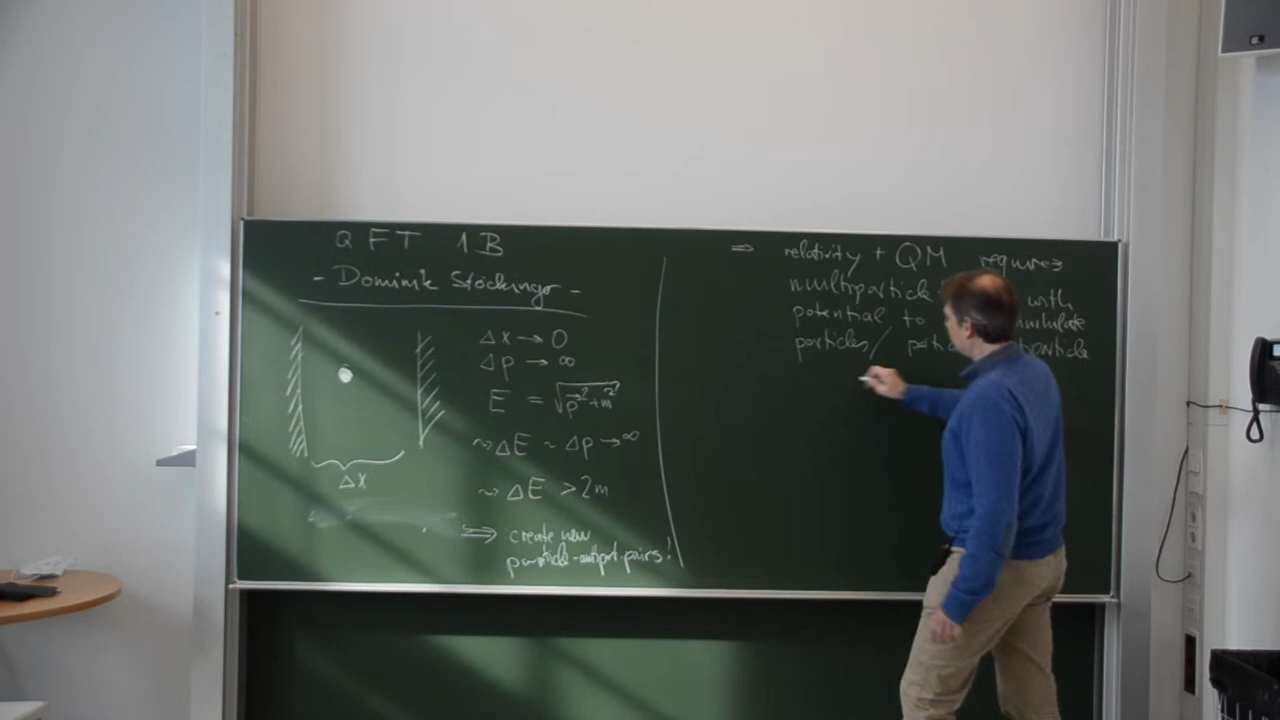 QFT 1B
- Dominik Stöckinger -
Δx → 0
Δp → ∞
E = √p⃗²+m²
⇝ ΔE ~ Δp → ∞
Δx
⇝ ΔE > 2m
⇒ create new
particle-antipart.-pairs!
⇒ relativity + QM requires
multiparticle with
potential to
particles/